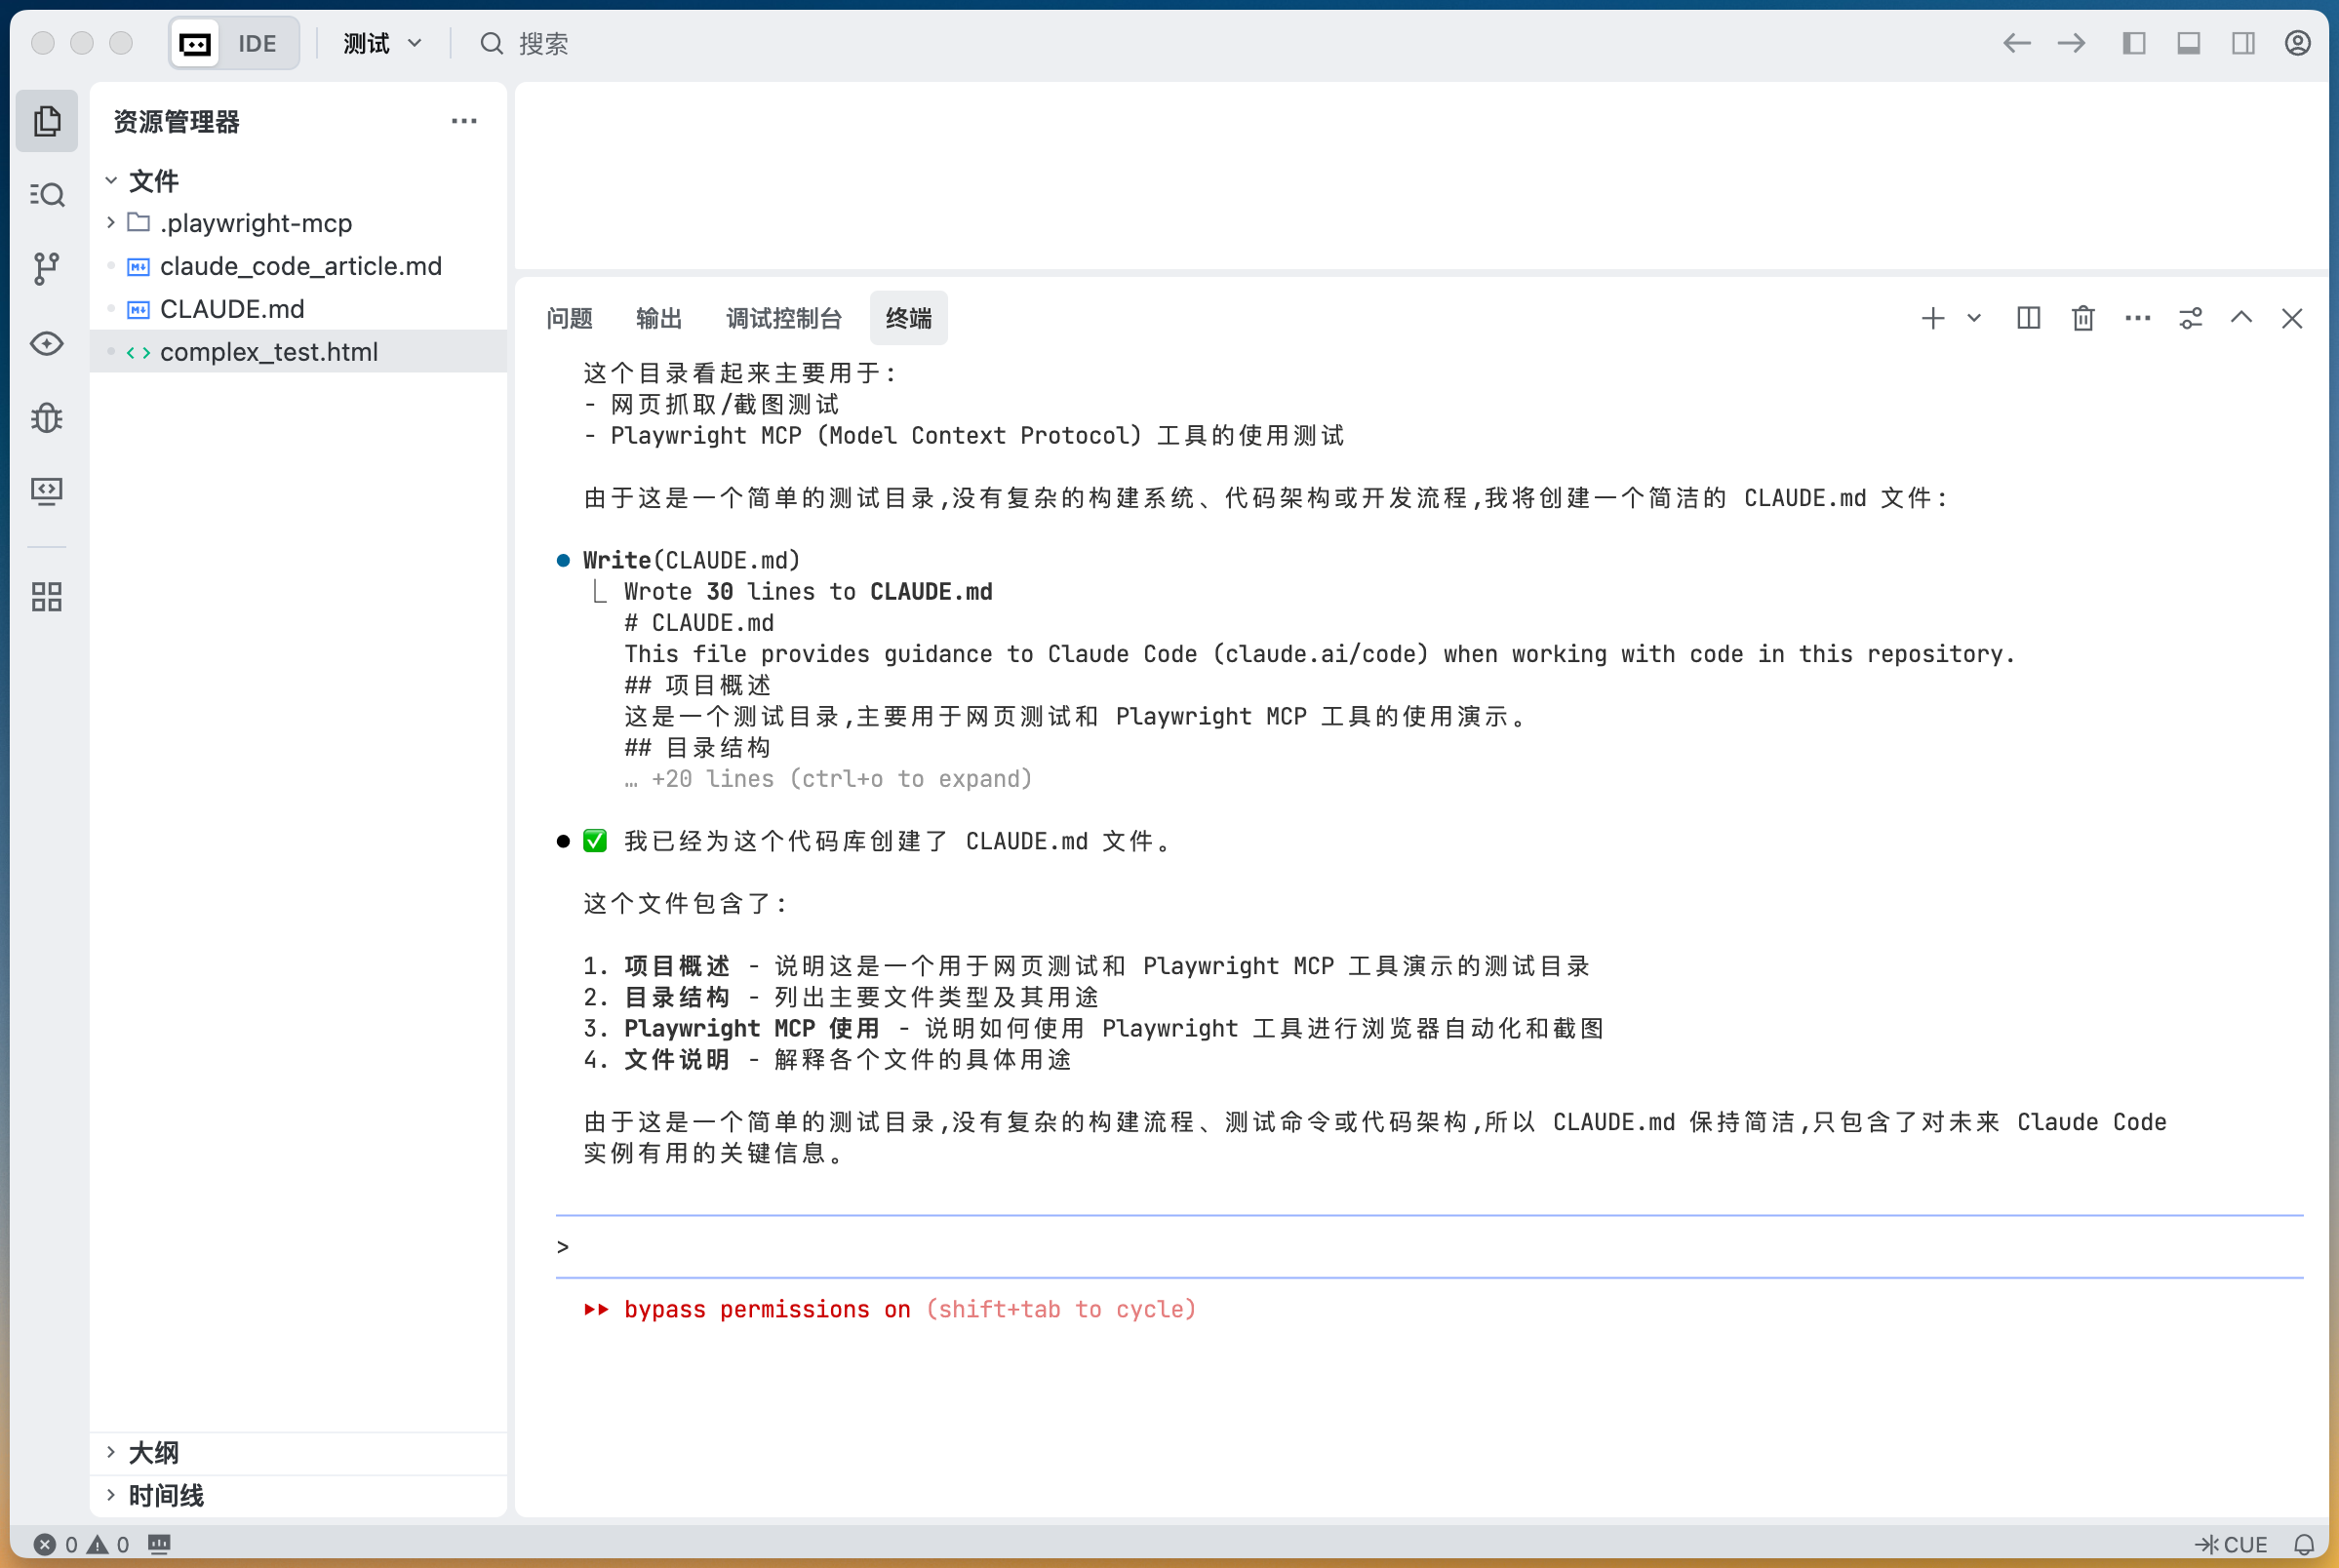 IDE
测试
搜索
资源管理器
文件
.playwright-mcp
claude_code_article.md
CLAUDE.md
complex_test.html
大纲
时间线
问题
输出
调试控制台
终端
这个目录看起来主要用于:
- 网页抓取/截图测试
- Playwright MCP (Model Context Protocol) 工具的使用测试
由于这是一个简单的测试目录,没有复杂的构建系统、代码架构或开发流程,我将创建一个简洁的 CLAUDE.md 文件:
Write(CLAUDE.md)
Wrote 30 lines to CLAUDE.md
# CLAUDE.md
This file provides guidance to Claude Code (claude.ai/code) when working with code in this repository.
## 项目概述
这是一个测试目录,主要用于网页测试和 Playwright MCP 工具的使用演示。
## 目录结构
… +20 lines (ctrl+o to expand)
● ✅ 我已经为这个代码库创建了 CLAUDE.md 文件。
这个文件包含了:
1. 项目概述 - 说明这是一个用于网页测试和 Playwright MCP 工具演示的测试目录
2. 目录结构 - 列出主要文件类型及其用途
3. Playwright MCP 使用 - 说明如何使用 Playwright 工具进行浏览器自动化和截图
4. 文件说明 - 解释各个文件的具体用途
由于这是一个简单的测试目录,没有复杂的构建流程、测试命令或代码架构,所以 CLAUDE.md 保持简洁,只包含了对未来 Claude Code
实例有用的关键信息。
>
bypass permissions on (shift+tab to cycle)
0 0
CUE